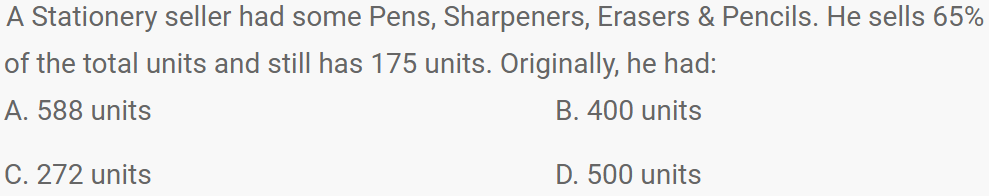 A Stationery seller had some Pens, Sharpeners, Erasers & Pencils. He sells 65%
of the total units and still has 175 units. Originally, he had:
A. 588 units B. 400 units
C. 272 units D. 500 units